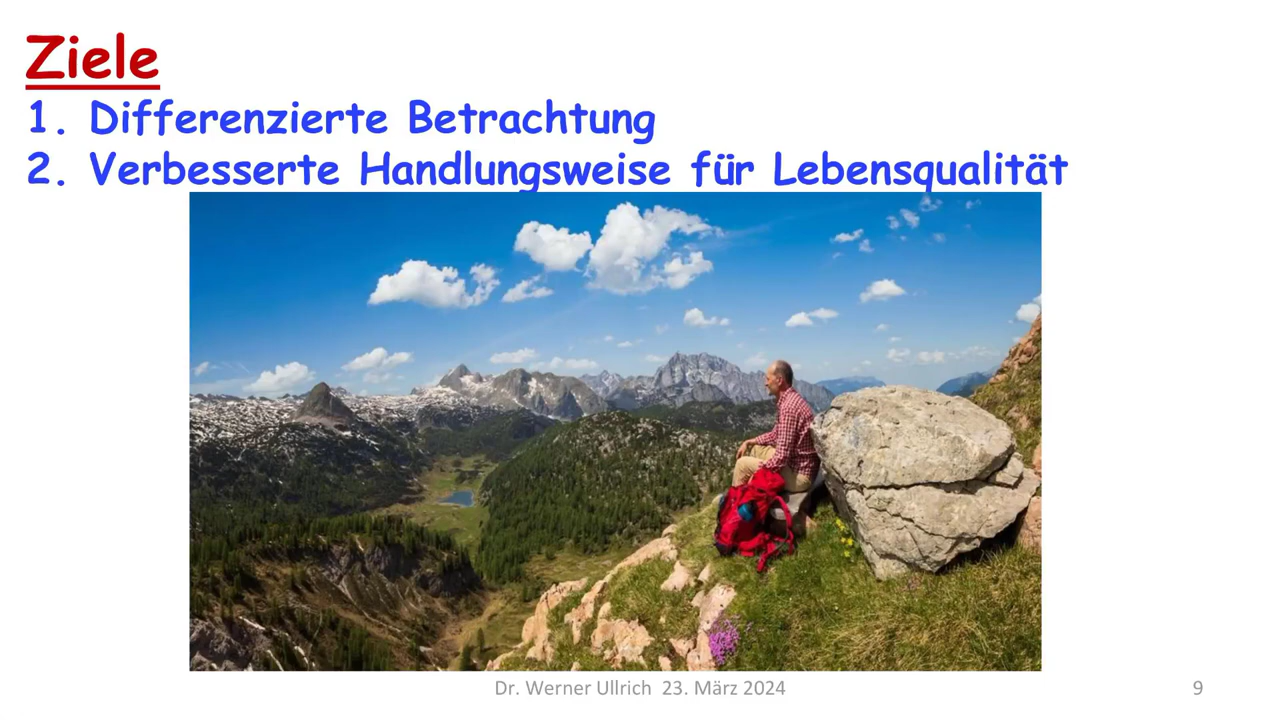 Ziele
1. Differenzierte Betrachtung
2. Verbesserte Handlungsweise für Lebensqualität
Dr. Werner Ullrich 23. März 2024
9